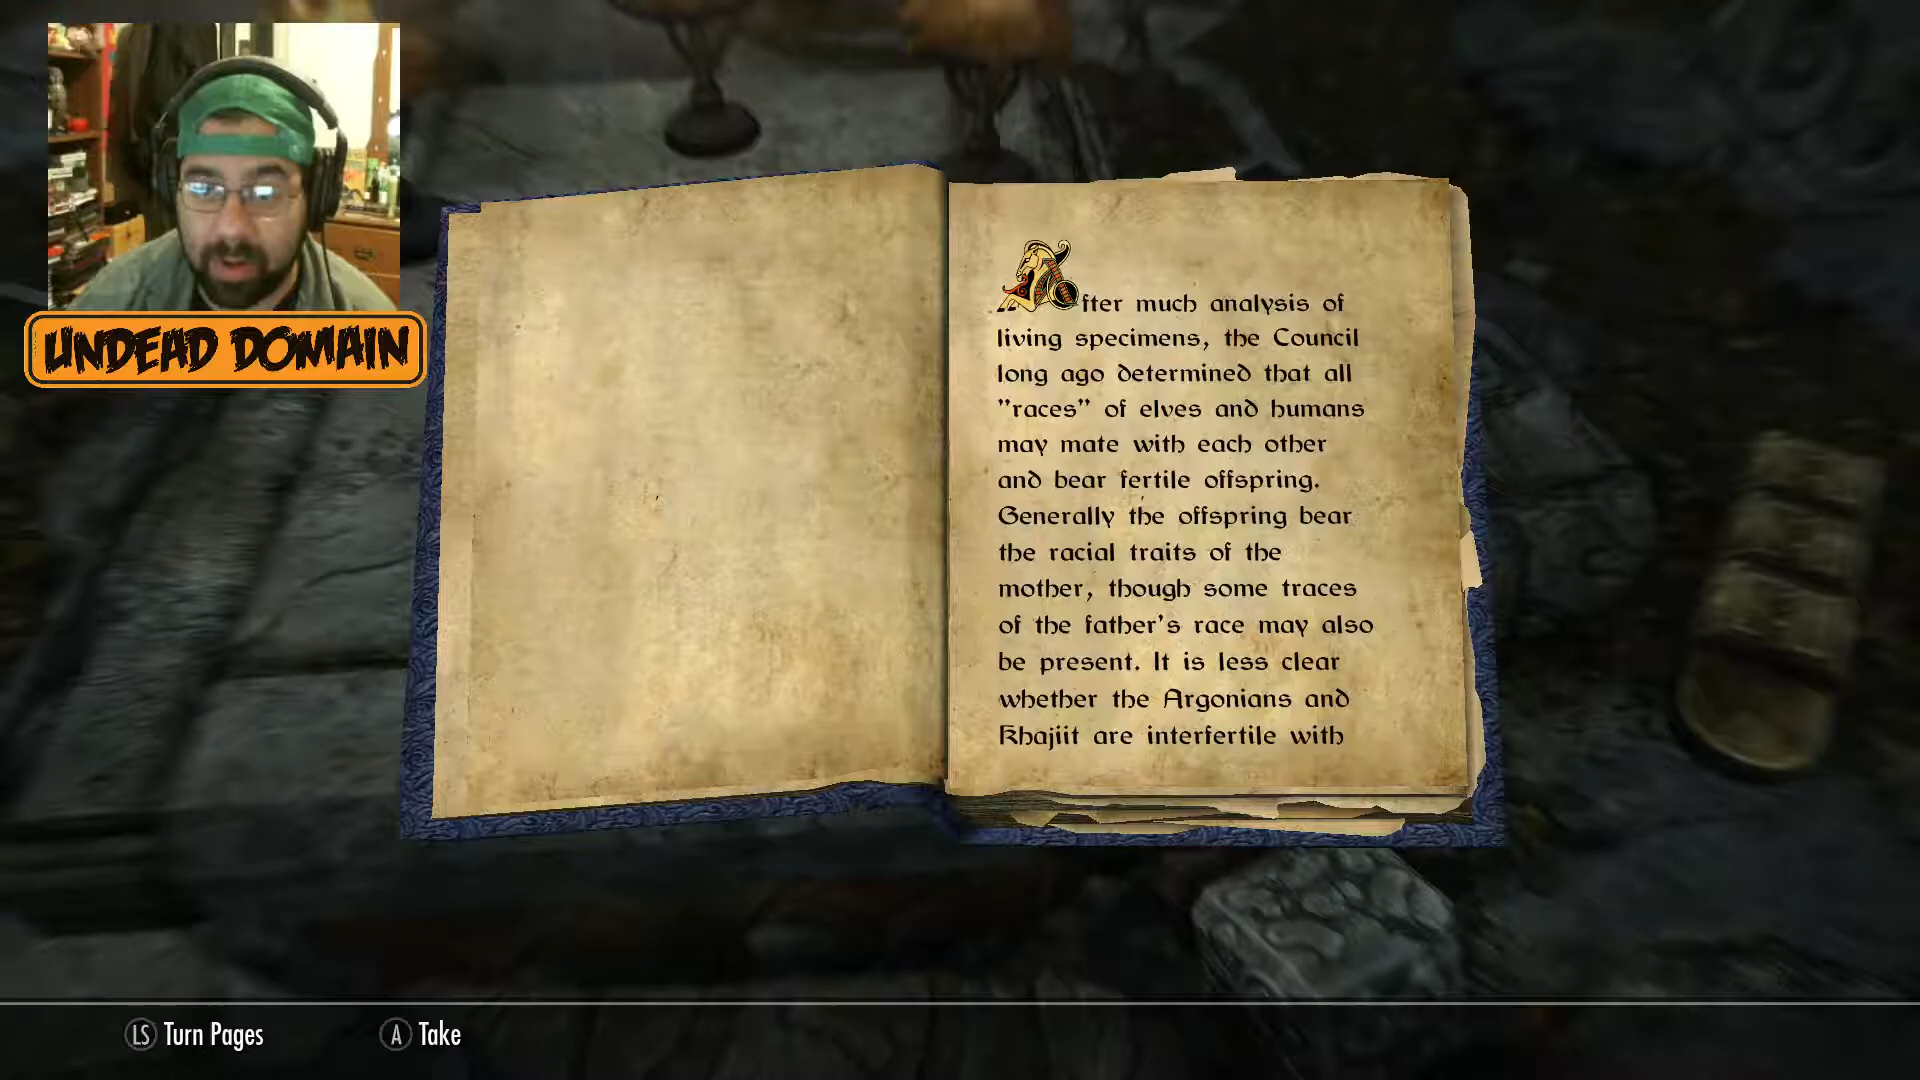 UNDEAD DOMAIN
After much analysis of
living specimens, the Council
long ago determined that all
"races" of elves and humans
may mate with each other
and bear fertile offspring.
Generally the offspring bear
the racial traits of the
mother, though some traces
of the father's race may also
be present. It is less clear
whether the Argonians and
Khajiit are interfertile with
LS Turn Pages
A Take